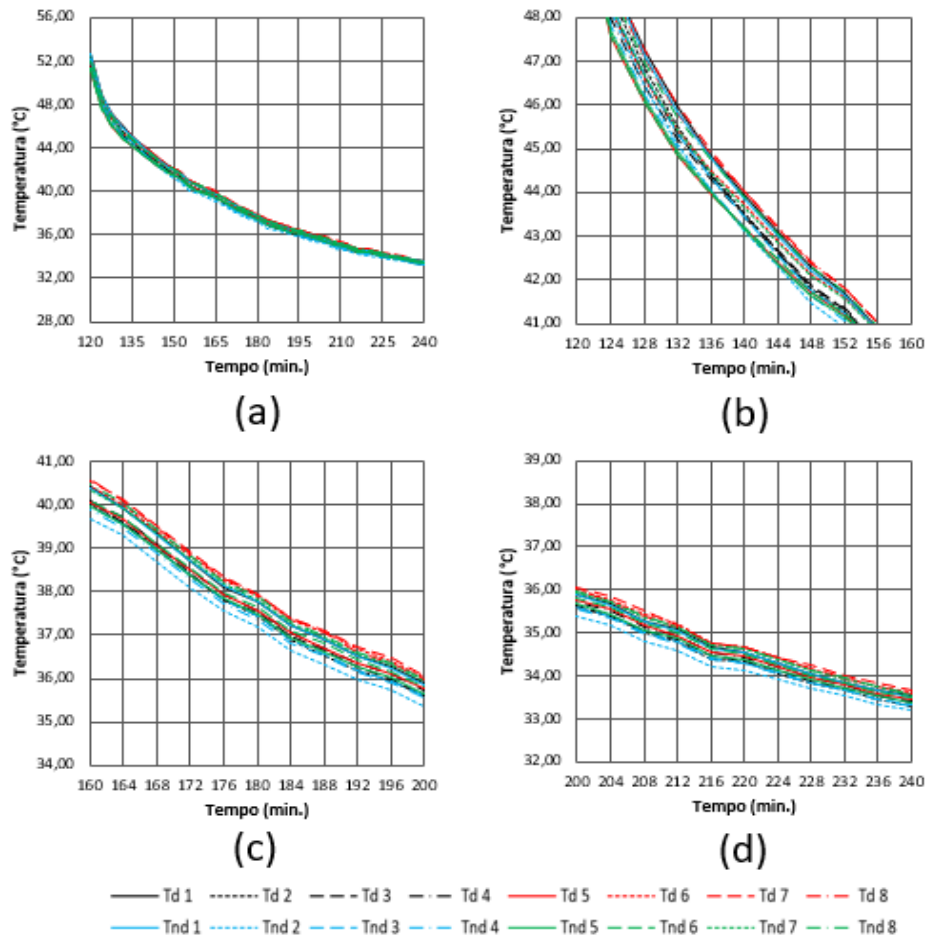 56,00
52,00
48,00
44,00
40,00
36,00
32,00
28,00
Temperatura (°C)
120 135 150 165 180 195 210 225 240
Tempo (min.)
(a)
48,00
47,00
46,00
45,00
44,00
43,00
42,00
41,00
Temperatura (°C)
120 124 128 132 136 140 144 148 152 156 160
Tempo (min.)
(b)
41,00
40,00
39,00
38,00
37,00
36,00
35,00
34,00
Temperatura (°C)
160 164 168 172 176 180 184 188 192 196 200
Tempo (min.)
(c)
39,00
38,00
37,00
36,00
35,00
34,00
33,00
32,00
Temperatura (°C)
200 204 208 212 216 220 224 228 232 236 240
Tempo (min.)
(d)
Td 1 Td 2 Td 3 Td 4 Td 5 Td 6 Td 7 Td 8
Tnd 1 Tnd 2 Tnd 3 Tnd 4 Tnd 5 Tnd 6 Tnd 7 Tnd 8